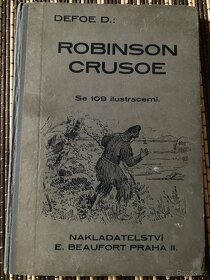 DEFOE D.:
ROBINSON
CRUSOE
Se 109 ilustracemi.
NAKLADATELSTVÍ
E. BEAUFORT PRAHA II.